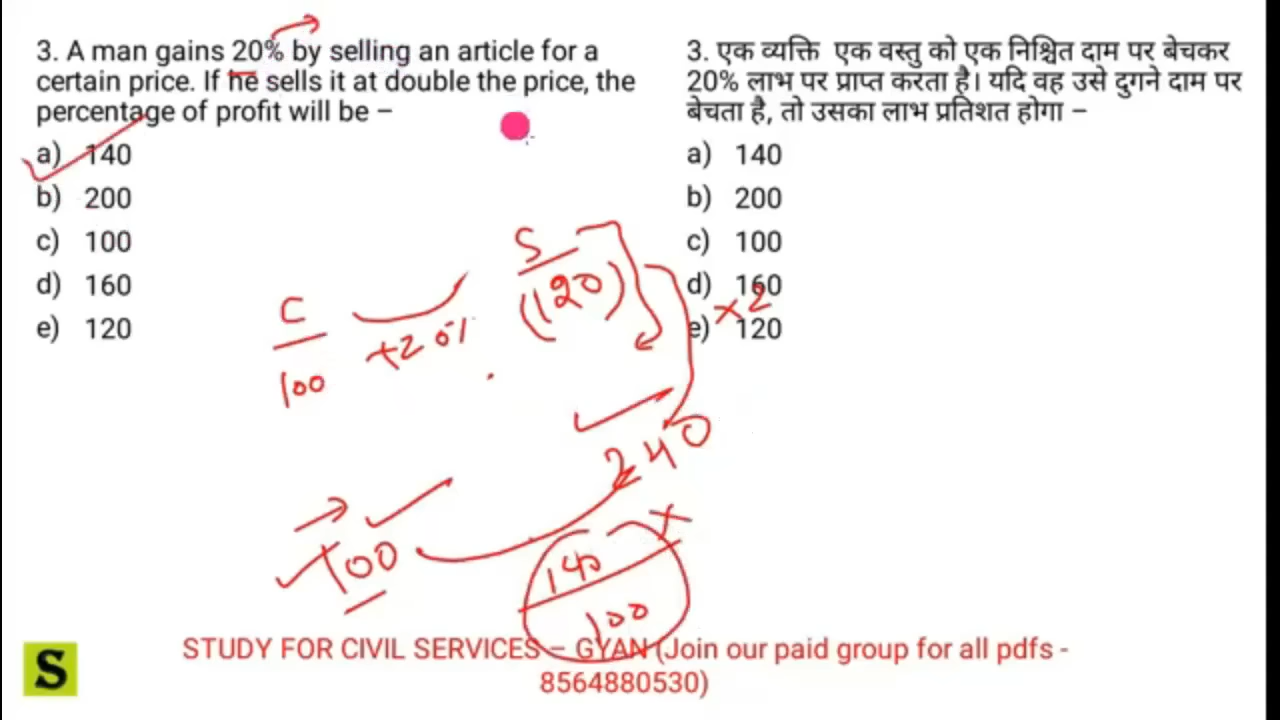 3. A man gains 20% by selling an article for a
certain price. If he sells it at double the price, the
percentage of profit will be –
a) 140
b) 200
c) 100
d) 160
e) 120
3. एक व्यक्ति एक वस्तु को एक निश्चित दाम पर बेचकर
20% लाभ पर प्राप्त करता है। यदि वह उसे दुगने दाम पर
बेचता है, तो उसका लाभ प्रतिशत होगा –
a) 140
b) 200
c) 100
d) 160
e) 120
S
(120)
×2
C
+20%
100
240
100
140
100
S
STUDY FOR CIVIL SERVICES – GYAN (Join our paid group for all pdfs -
8564880530)